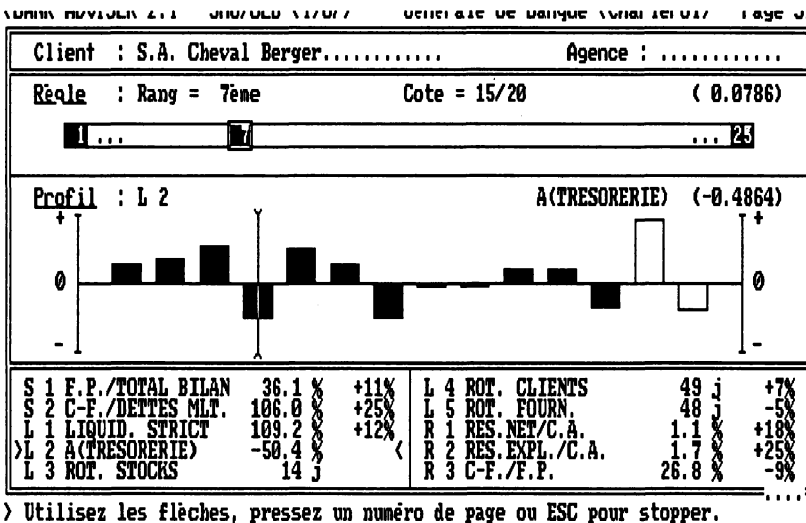 Client : S.A. Cheval Berger............ Agence : ............
Règle : Rang = 7ème Cote = 15/20 ( 0.0786)
1 ... 7 ... 25
Profil : L 2 A(TRESORERIE) (-0.4864)
+ +
0 0
- -
S 1 F.P./TOTAL BILAN 36.1 % +11% L 4 ROT. CLIENTS 49 j +7%
S 2 C-F./DETTES MLT. 106.0 % +25% L 5 ROT. FOURN. 48 j -5%
L 1 LIQUID. STRICT 109.2 % +12% R 1 RES.NET/C.A. 1.1 % +18%
>L 2 A(TRESORERIE) -50.4 % < R 2 RES.EXPL./C.A. 1.7 % +25%
L 3 ROT. STOCKS 14 j R 3 C-F./F.P. 26.8 % -9%
> Utilisez les flèches, pressez un numéro de page ou ESC pour stopper.